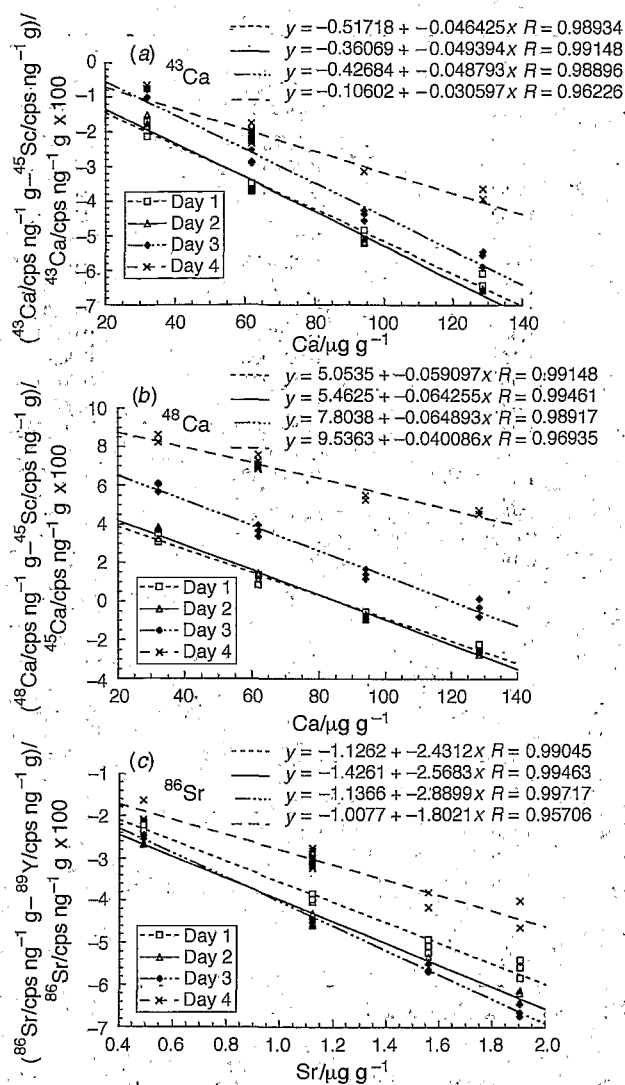 (a) 43Ca
y = −0.51718 + −0.046425x R = 0.98934
y = −0.36069 + −0.049394x R = 0.99148
y = −0.42684 + −0.048793x R = 0.98896
y = −0.10602 + −0.030597x R = 0.96226
(43Ca/cps ng−1 g−45Sc/cps ng−1 g)/
43Ca/cps ng−1 g x100
0
−1
−2
−3
−4
−5
−6
−7
Day 1
Day 2
Day 3
Day 4
20 40 60 80 100 120 140
Ca/µg g−1
(b) 48Ca
y = 5.0535 + −0.059097x R = 0.99148
y = 5.4625 + −0.064255x R = 0.99461
y = 7.8038 + −0.064893x R = 0.98917
y = 9.5363 + −0.040086x R = 0.96935
(48Ca/cps ng−1 g−45Sc/cps ng−1 g)/
45Ca/cps ng−1 g x100
10
8
6
4
2
0
−2
−4
Day 1
Day 2
Day 3
Day 4
20 40 60 80 100 120 140
Ca/µg g−1
(c) 86Sr
y = −1.1262 + −2.4312x R = 0.99045
y = −1.4261 + −2.5683x R = 0.99463
y = −1.1366 + −2.8899x R = 0.99717
y = −1.0077 + −1.8021x R = 0.95706
(86Sr/cps ng−1 g−89Y/cps ng−1 g)/
86Sr/cps ng−1 g x100
−1
−2
−3
−4
−5
−6
−7
Day 1
Day 2
Day 3
Day 4
0.4 0.6 0.8 1.0 1.2 1.4 1.6 1.8 2.0
Sr/µg g−1